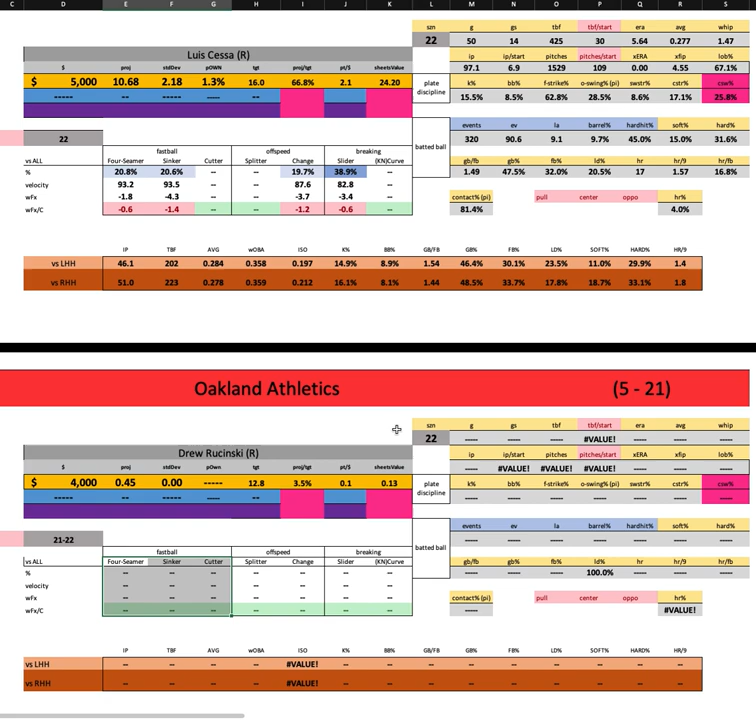 C D E F G H I J K L M N O P Q R S
szn g gs tbf tbf/start era avg whip
22 50 14 425 30 5.64 0.277 1.47
Luis Cessa (R) ip ip/start pitches pitches/start xERA xfip lob%
97.1 6.9 1529 109 0.00 4.55 67.1%
$ proj stdDev pOWN tgt proj/tgt pt/$ sheetsValue
$ 5,000 10.68 2.18 1.3% 16.0 66.8% 2.1 24.20
plate discipline k% bb% f-strike% o-swing% (pi) swstr% cstr% csw%
----- -- ----- ---- --
15.5% 8.5% 62.8% 28.5% 8.6% 17.1% 25.8%
events ev la barrel% hardhit% soft% hard%
22 batted ball 320 90.6 9.1 9.7% 45.0% 15.0% 31.6%
fastball offspeed breaking
vs ALL Four-Seamer Sinker Cutter Splitter Change Slider (KN)Curve gb/fb gb% fb% ld% hr hr/9 hr/fb
% 20.8% 20.6% -- -- 19.7% 38.9% -- 1.49 47.5% 32.0% 20.5% 17 1.57 16.8%
velocity 93.2 93.5 -- -- 87.6 82.8 --
wFx -1.8 -4.3 -- -- -3.7 -3.4 -- contact% (pi) pull center oppo hr%
wFx/C -0.6 -1.4 -- -- -1.2 -0.6 -- 81.4% 4.0%
IP TBF AVG wOBA ISO K% BB% GB/FB GB% FB% LD% SOFT% HARD% HR/9
vs LHH 46.1 202 0.284 0.358 0.197 14.9% 8.9% 1.54 46.4% 30.1% 23.5% 11.0% 29.9% 1.4
vs RHH 51.0 223 0.278 0.359 0.212 16.1% 8.1% 1.44 48.5% 33.7% 17.8% 18.7% 33.1% 1.8
Oakland Athletics (5 - 21)
szn g gs tbf tbf/start era avg whip
22 ----- ----- ----- #VALUE! ----- ----- -----
Drew Rucinski (R) ip ip/start pitches pitches/start xERA xfip lob%
----- #VALUE! #VALUE! #VALUE! ----- ----- -----
$ proj stdDev pOwn tgt proj/tgt pt/$ sheetsValue
$ 4,000 0.45 0.00 ----- 12.8 3.5% 0.1 0.13
plate discipline k% bb% f-strike% o-swing% (pi) swstr% cstr% csw%
----- -- ----- ---- --
----- ----- ----- ----- ----- ----- -----
events ev la barrel% hardhit% soft% hard%
21-22 batted ball ----- ----- ----- ----- ----- ----- -----
fastball offspeed breaking
vs ALL Four-Seamer Sinker Cutter Splitter Change Slider (KN)Curve gb/fb gb% fb% ld% hr hr/9 hr/fb
% -- -- -- -- -- -- -- ----- ----- ----- 100.0% ----- ----- -----
velocity -- -- -- -- -- -- --
wFx -- -- -- -- -- -- -- contact% (pi) pull center oppo hr%
wFx/C -- -- -- -- -- -- -- ----- #VALUE!
IP TBF AVG wOBA ISO K% BB% GB/FB GB% FB% LD% SOFT% HARD% HR/9
vs LHH -- -- -- -- #VALUE! -- -- -- -- -- -- -- -- --
vs RHH -- -- -- -- #VALUE! -- -- -- -- -- -- -- -- --